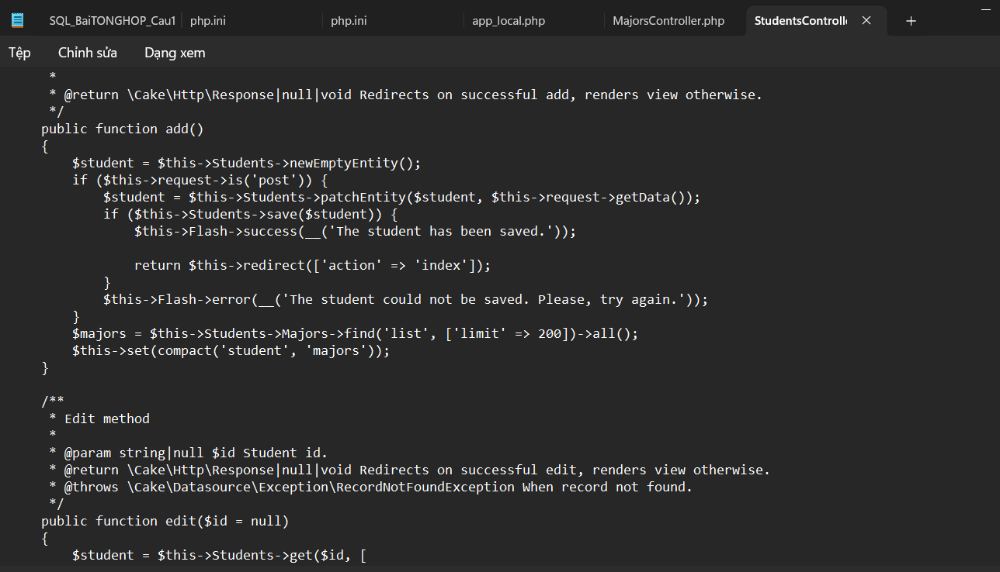 SQL_BaiTONGHOP_Cau1
php.ini
php.ini
app_local.php
MajorsController.php
StudentsControll
Tệp Chỉnh sửa Dạng xem
*
* @return \Cake\Http\Response|null|void Redirects on successful add, renders view otherwise.
*/
public function add()
{
$student = $this->Students->newEmptyEntity();
if ($this->request->is('post')) {
$student = $this->Students->patchEntity($student, $this->request->getData());
if ($this->Students->save($student)) {
$this->Flash->success(__('The student has been saved.'));
return $this->redirect(['action' => 'index']);
}
$this->Flash->error(__('The student could not be saved. Please, try again.'));
}
$majors = $this->Students->Majors->find('list', ['limit' => 200])->all();
$this->set(compact('student', 'majors'));
}
/**
* Edit method
*
* @param string|null $id Student id.
* @return \Cake\Http\Response|null|void Redirects on successful edit, renders view otherwise.
* @throws \Cake\Datasource\Exception\RecordNotFoundException When record not found.
*/
public function edit($id = null)
{
$student = $this->Students->get($id, [